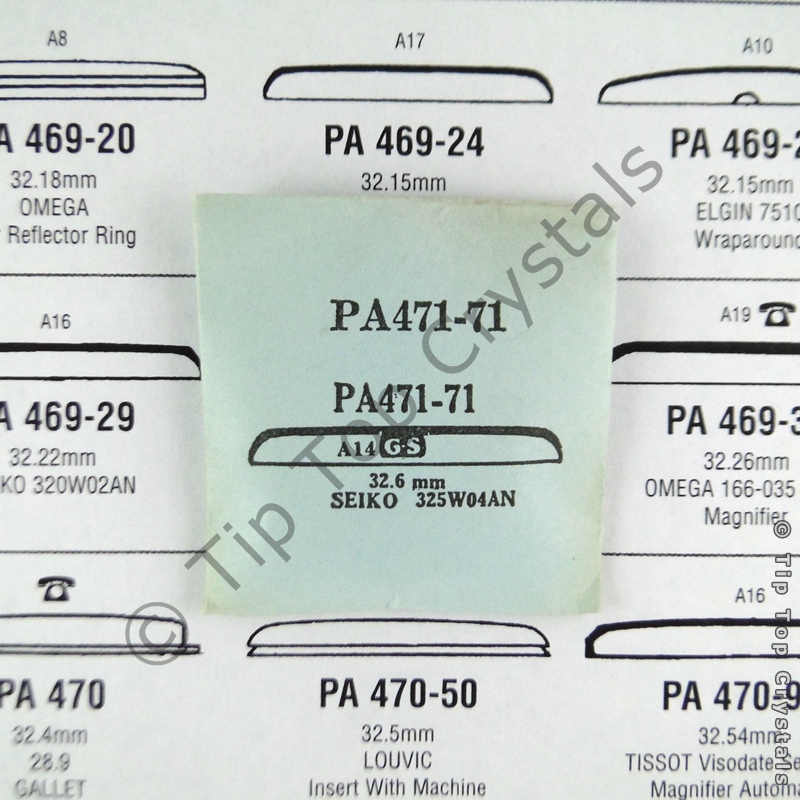 A8
A17
A10
A 469-20
PA 469-24
PA 469-2
32.18mm
32.15mm
32.15mm
OMEGA
ELGIN 7510
Reflector Ring
Wraparound
A16
A19
PA471-71
PA471-71
A14 G-S
32.6 mm
SEIKO 325W04AN
A 469-29
PA 469-3
32.22mm
32.26mm
KO 320W02AN
OMEGA 166-035
Magnifier
A16
PA 470
PA 470-50
PA 470-9
32.4mm
32.5mm
32.54mm
28.9
LOUVIC
TISSOT Visodate Se
GALLET
Insert With Machine
Magnifier Automa
© Tip Top Crystals
© Tip Top Crystals